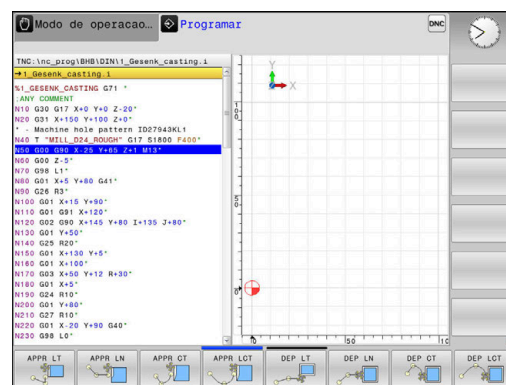 Modo de operacao... Programar
DNC
TNC:\nc_prog\BHB\DIN\1_Gesenk_casting.i
→1_Gesenk_casting.i
%1_GESENK_CASTING G71 *
;ANY COMMENT
N10 G30 G17 X+0 Y+0 Z-20*
N20 G31 X+150 Y+100 Z+0*
* - Machine hole pattern ID27943KL1
N40 T "MILL_D24_ROUGH" G17 S1800 F400*
N50 G00 G90 X-25 Y+85 Z+1 M13*
N60 G00 Z-5*
N70 G98 L1*
N80 G01 X+5 Y+80 G41*
N90 G26 R3*
N100 G01 X+15 Y+90*
N110 G01 G91 X+120*
N120 G02 G90 X+145 Y+80 I+135 J+80*
N130 G01 Y+50*
N140 G25 R20*
N150 G01 X+130 Y+5*
N160 G01 X+100*
N170 G03 X+50 Y+12 R+30*
N180 G01 X+5*
N190 G24 R10*
N200 G01 Y+80*
N210 G27 R10*
N220 G01 X-20 Y+90 G40*
N230 G98 L0*
Y
X
100
50
0
0
50
APPR LT APPR LN APPR CT APPR LCT DEP LT DEP LN DEP CT DEP LCT